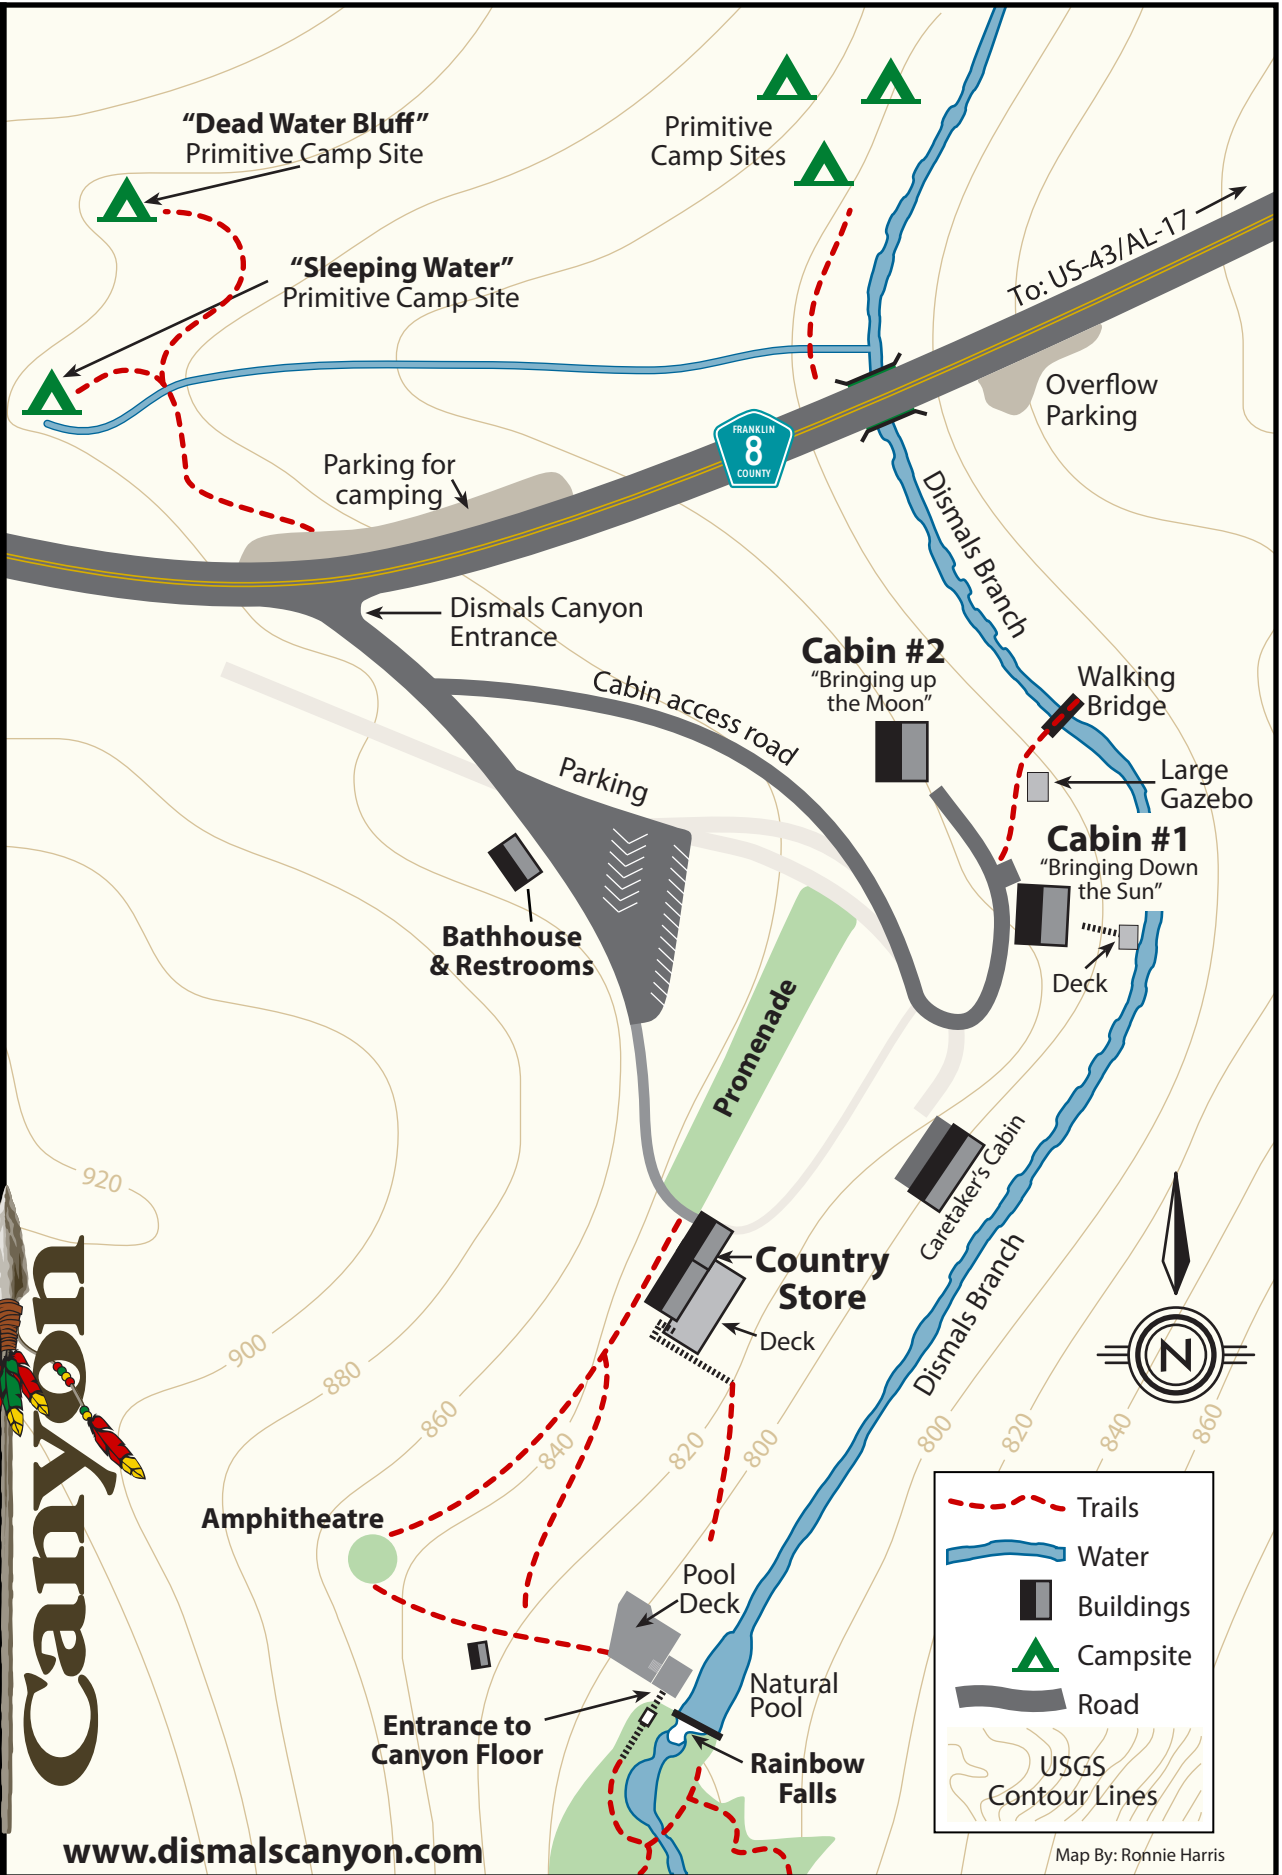 “Dead Water Bluff”
Primitive Camp Site
Primitive
Camp Sites
“Sleeping Water”
Primitive Camp Site
To: US-43/AL-17
Overflow
Parking
FRANKLIN
8
COUNTY
Parking for
camping
Dismals Branch
Dismals Canyon
Entrance
Cabin #2
“Bringing up
the Moon”
Walking
Bridge
Cabin access road
Large
Gazebo
Parking
Cabin #1
“Bringing Down
the Sun”
Bathhouse
& Restrooms
Deck
Promenade
Caretaker's Cabin
920
Country
Store
Deck
Dismals Branch
N
900
880
860
840
820
800
800
820
840
860
Canyon
Amphitheatre
Pool
Deck
Natural
Pool
Entrance to
Canyon Floor
Rainbow
Falls
Trails
Water
Buildings
Campsite
Road
USGS
Contour Lines
www.dismalscanyon.com
Map By: Ronnie Harris